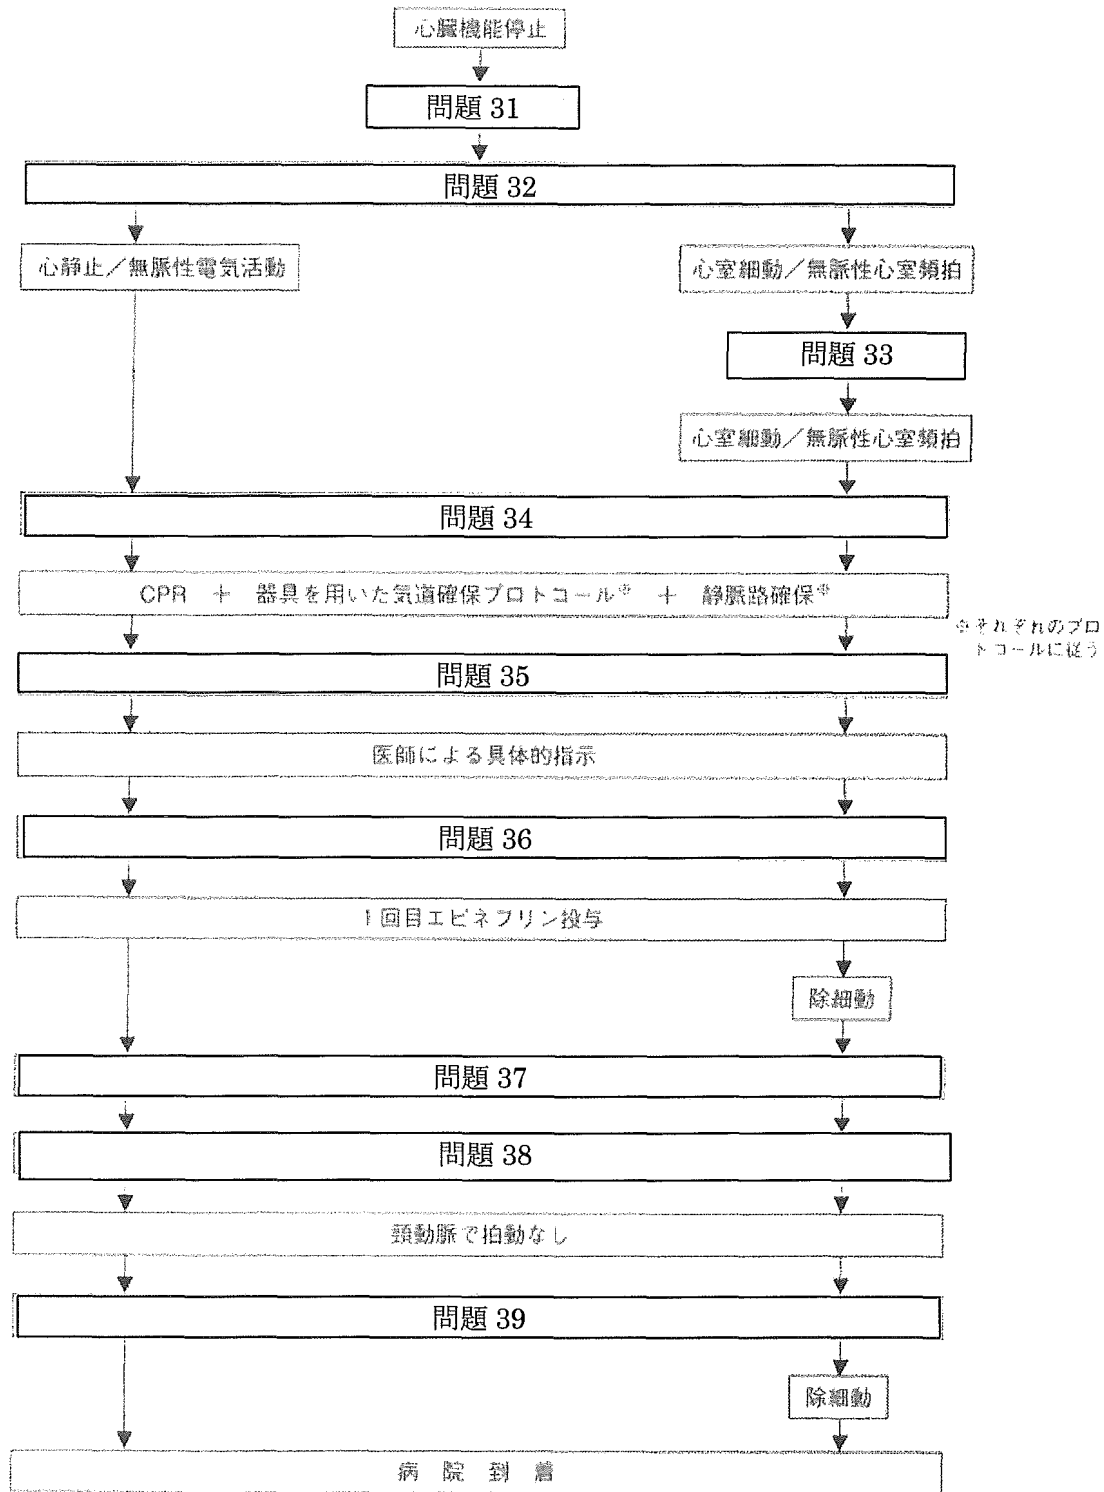 心臓機能停止
問題 31
問題 32
心静止／無脈性電気活動
心室細動／無脈性心室頻拍
問題 33
心室細動／無脈性心室頻拍
問題 34
CPR ＋ 器具を用いた気道確保プロトコール※ ＋ 静脈路確保※
※それぞれのプロ
トコールに従う
問題 35
医師による具体的指示
問題 36
1回目エピネフリン投与
除細動
問題 37
問題 38
頸動脈で拍動なし
問題 39
除細動
病 院 到 着